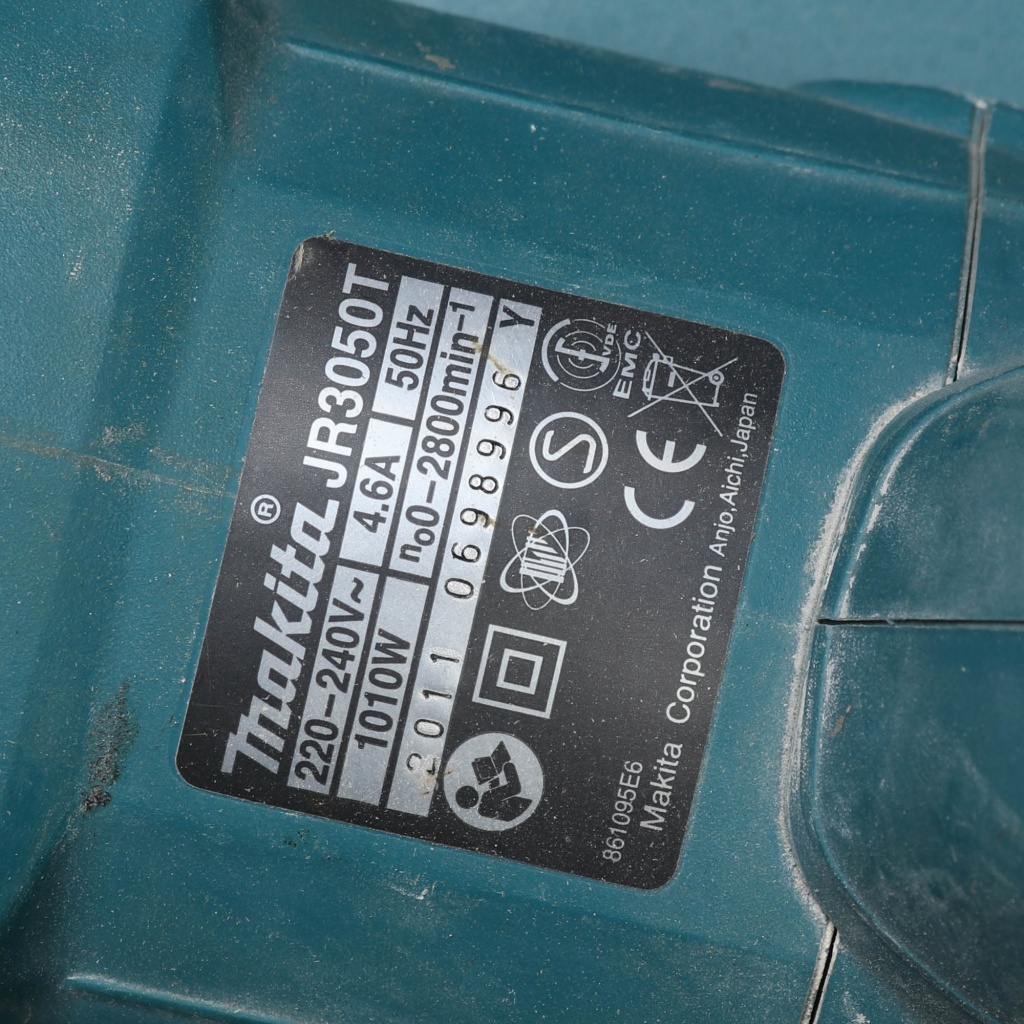 Makita® JR3050T
220-240V~ 4.6A 50Hz
1010W n₀0-2800min⁻¹
2011 0698996 Y
VDE
EMC
S
CE
861095E6
Makita Corporation Anjo,Aichi,Japan